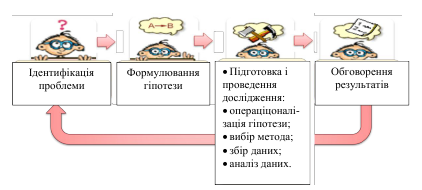 ?
A→B
Ідентифікація
проблеми
Формулювання
гіпотези
• Підготовка і
проведення
дослідження:
• операціоналі-
зація гіпотези;
• вибір метода;
• збір даних;
• аналіз даних.
Обговорення
результатів